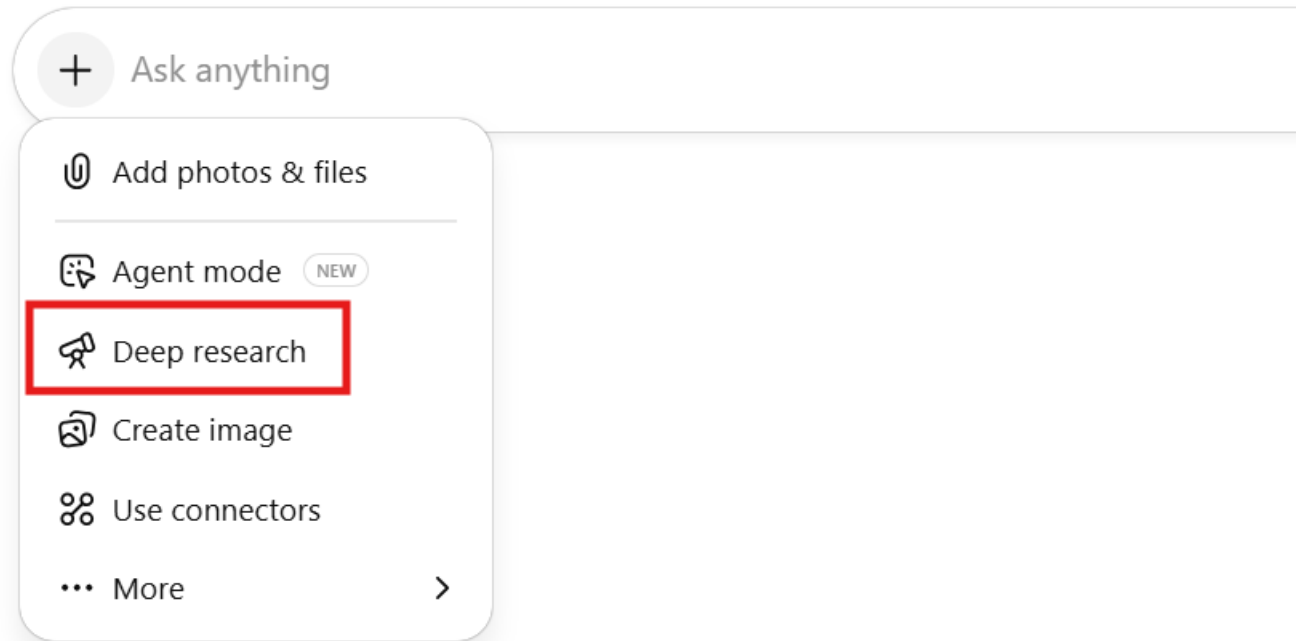 Ask anything
Add photos & files
Agent mode NEW
Deep research
Create image
Use connectors
More